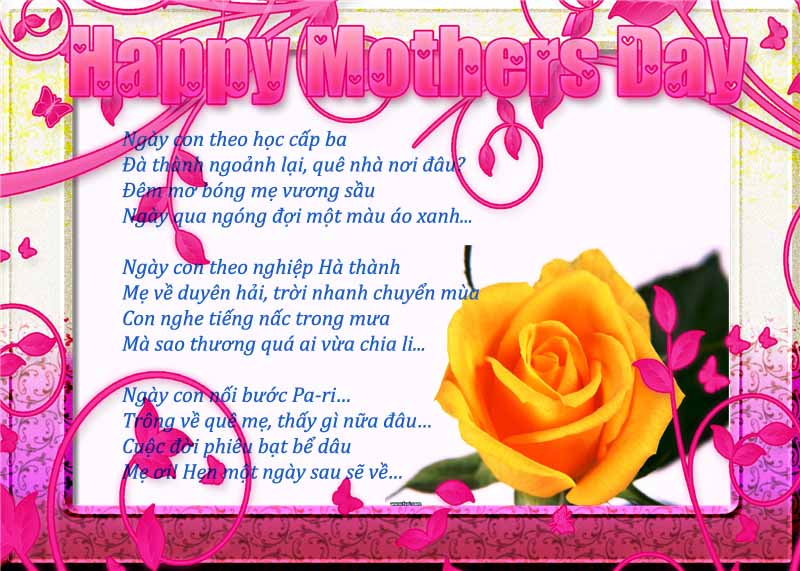 Happy Mothers Day
Ngày con theo học cấp ba
Đà thành ngoảnh lại, quê nhà nơi đâu?
Đêm mơ bóng mẹ vương sầu
Ngày qua ngóng đợi một màu áo xanh...
Ngày con theo nghiệp Hà thành
Mẹ về duyên hải, trời nhanh chuyển mùa
Con nghe tiếng nấc trong mưa
Mà sao thương quá ai vừa chia li...
Ngày con nối bước Pa-ri...
Trông về quê mẹ, thấy gì nữa đâu...
Cuộc đời phiêu bạt bể dâu
Mẹ ơi! Hẹn một ngày sau sẽ về...